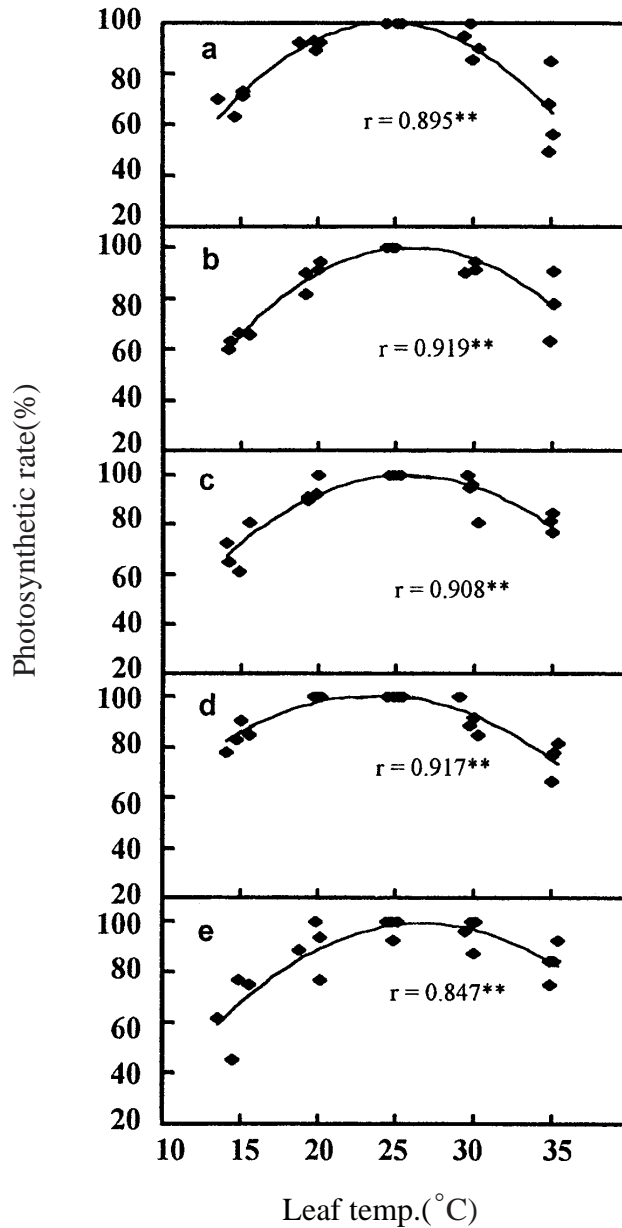 Photosynthetic rate(%)
100
80
60
40
20
a
r = 0.895**
100
80
60
40
20
b
r = 0.919**
100
80
60
40
20
c
r = 0.908**
100
80
60
40
20
d
r = 0.917**
100
80
60
40
20
e
r = 0.847**
10 15 20 25 30 35
Leaf temp.(°C)